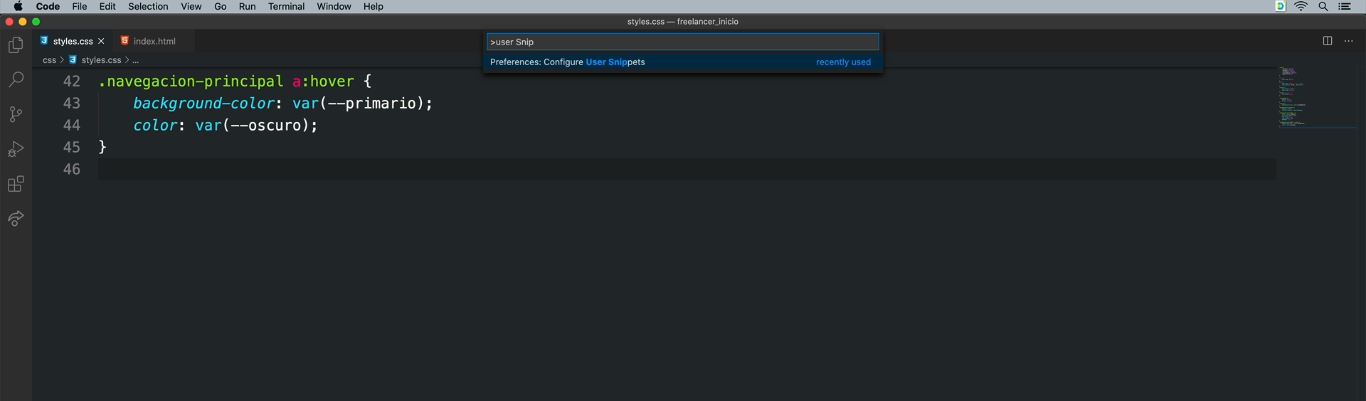 Code File Edit Selection View Go Run Terminal Window Help
styles.css — freelancer_inicio
styles.css index.html
>user Snip
css > styles.css > ...
Preferences: Configure User Snippets recently used
42 .navegacion-principal a:hover {
43 background-color: var(--primario);
44 color: var(--oscuro);
45 }
46